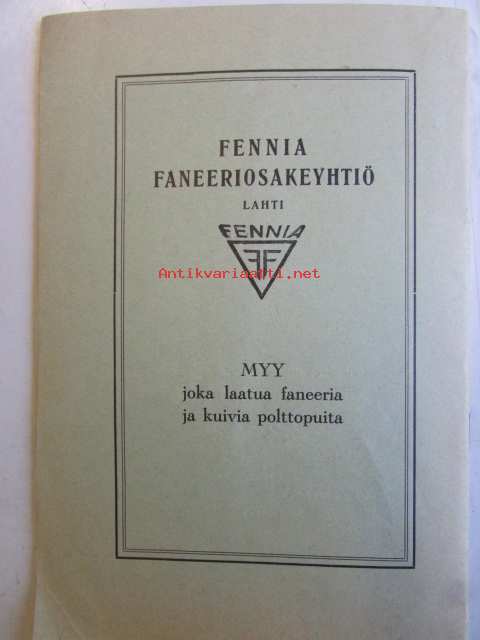 FENNIA
FANEERIOSAKEYHTIÖ
LAHTI
FENNIA
FF
Antikvariaatti.net
MYY
joka laatua faneeria
ja kuivia polttopuita